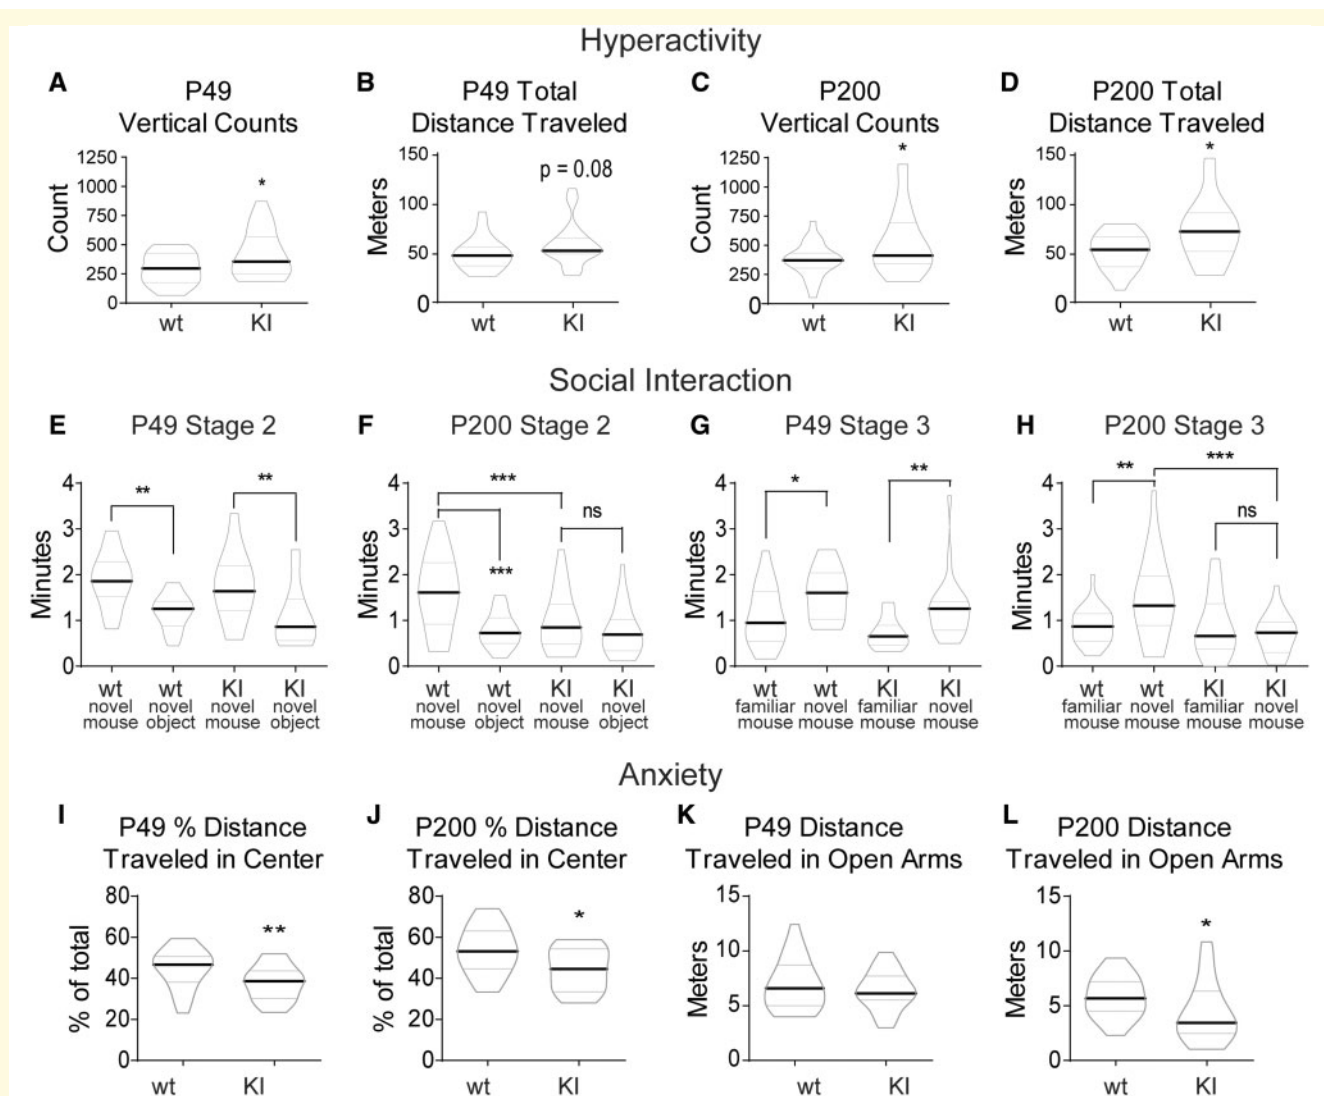 Hyperactivity
A B C D
P49 P49 Total P200 P200 Total
Vertical Counts Distance Traveled Vertical Counts Distance Traveled
Count
1250
1000
750
500
250
0
*
wt KI
Meters
150
100
50
0
p = 0.08
wt KI
Count
1250
1000
750
500
250
0
*
wt KI
Meters
150
100
50
0
*
wt KI
Social Interaction
E P49 Stage 2
Minutes
4
3
2
1
0
** **
wt wt KI KI
novel novel novel novel
mouse object mouse object
F P200 Stage 2
Minutes
4
3
2
1
0
***
ns
***
wt wt KI KI
novel novel novel novel
mouse object mouse object
G P49 Stage 3
Minutes
4
3
2
1
0
* **
wt wt KI KI
familiar novel familiar novel
mouse mouse mouse mouse
H P200 Stage 3
Minutes
4
3
2
1
0
** ***
ns
wt wt KI KI
familiar novel familiar novel
mouse mouse mouse mouse
Anxiety
I J K L
P49 % Distance P200 % Distance P49 Distance P200 Distance
Traveled in Center Traveled in Center Traveled in Open Arms Traveled in Open Arms
% of total
80
60
40
20
0
**
wt KI
% of total
80
60
40
20
0
*
wt KI
Meters
15
10
5
0
wt KI
Meters
15
10
5
0
*
wt KI